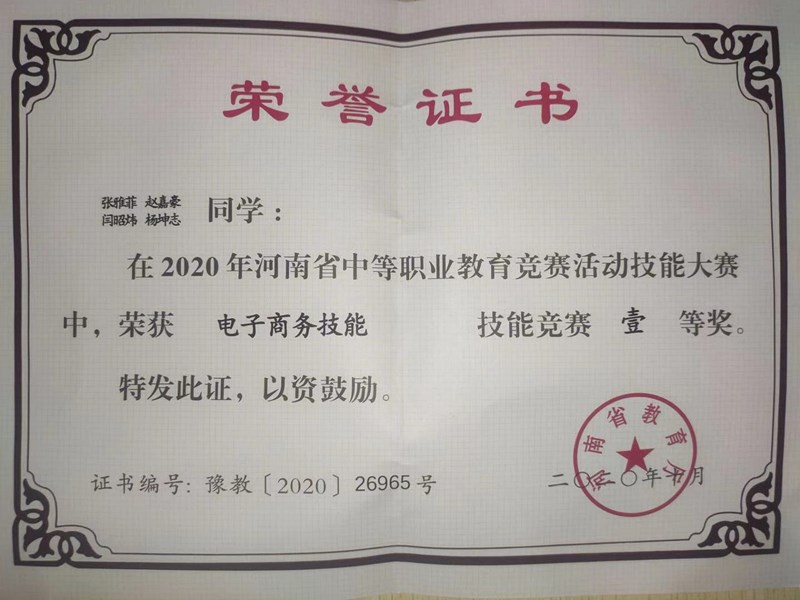 荣誉证书
张雅菲 赵嘉豪
闫昭炜 杨坤志
同学：
在2020年河南省中等职业教育竞赛活动技能大赛
中，荣获 电子商务技能 技能竞赛 壹 等奖。
特发此证，以资鼓励。
河南省教育厅
证书编号：豫教〔2020〕26965号
二〇二〇年十月